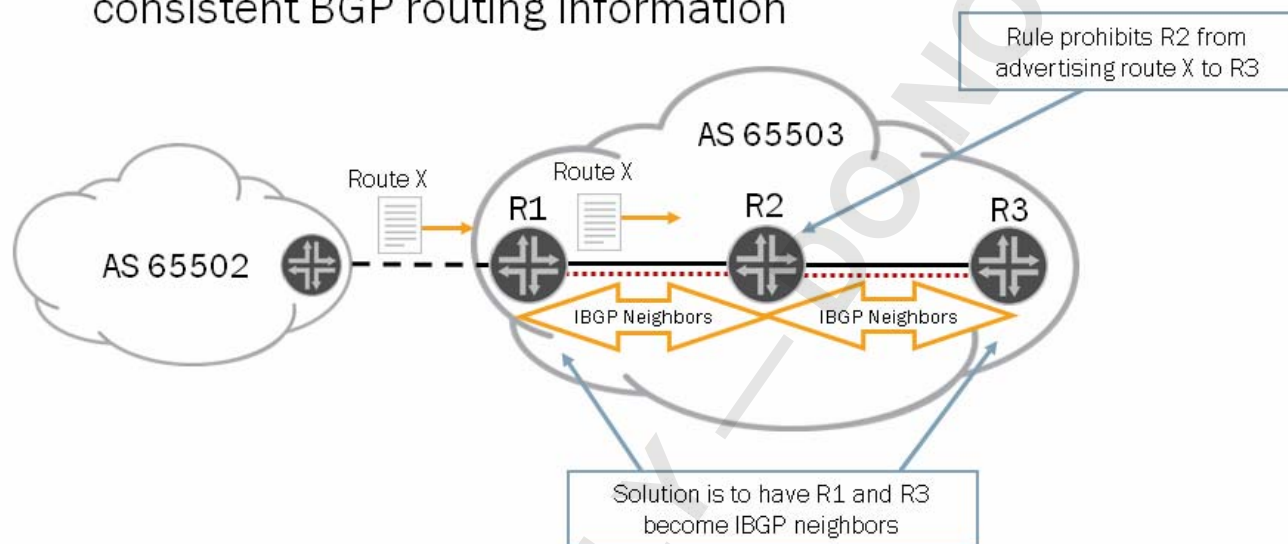 consistent BGP routing information
Rule prohibits R2 from
advertising route X to R3
AS 65503
Route X
Route X
R1
R2
R3
AS 65502
IBGP Neighbors
IBGP Neighbors
Solution is to have R1 and R3
become IBGP neighbors